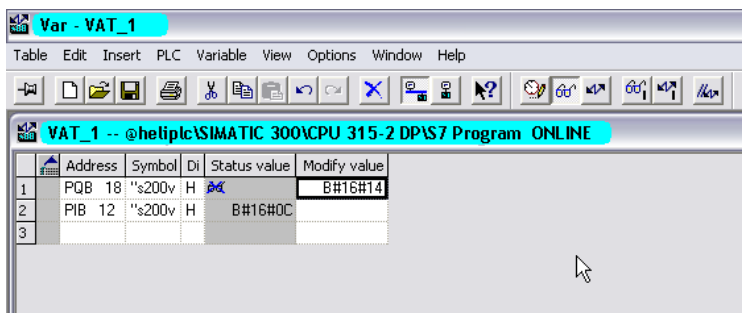 Var - VAT_1
Table Edit Insert PLC Variable View Options Window Help
VAT_1 -- @heliplc\SIMATIC 300\CPU 315-2 DP\S7 Program ONLINE
Address Symbol Di Status value Modify value
1 PQB 18 "s200v H B#16#14
2 PIB 12 "s200v H B#16#0C
3